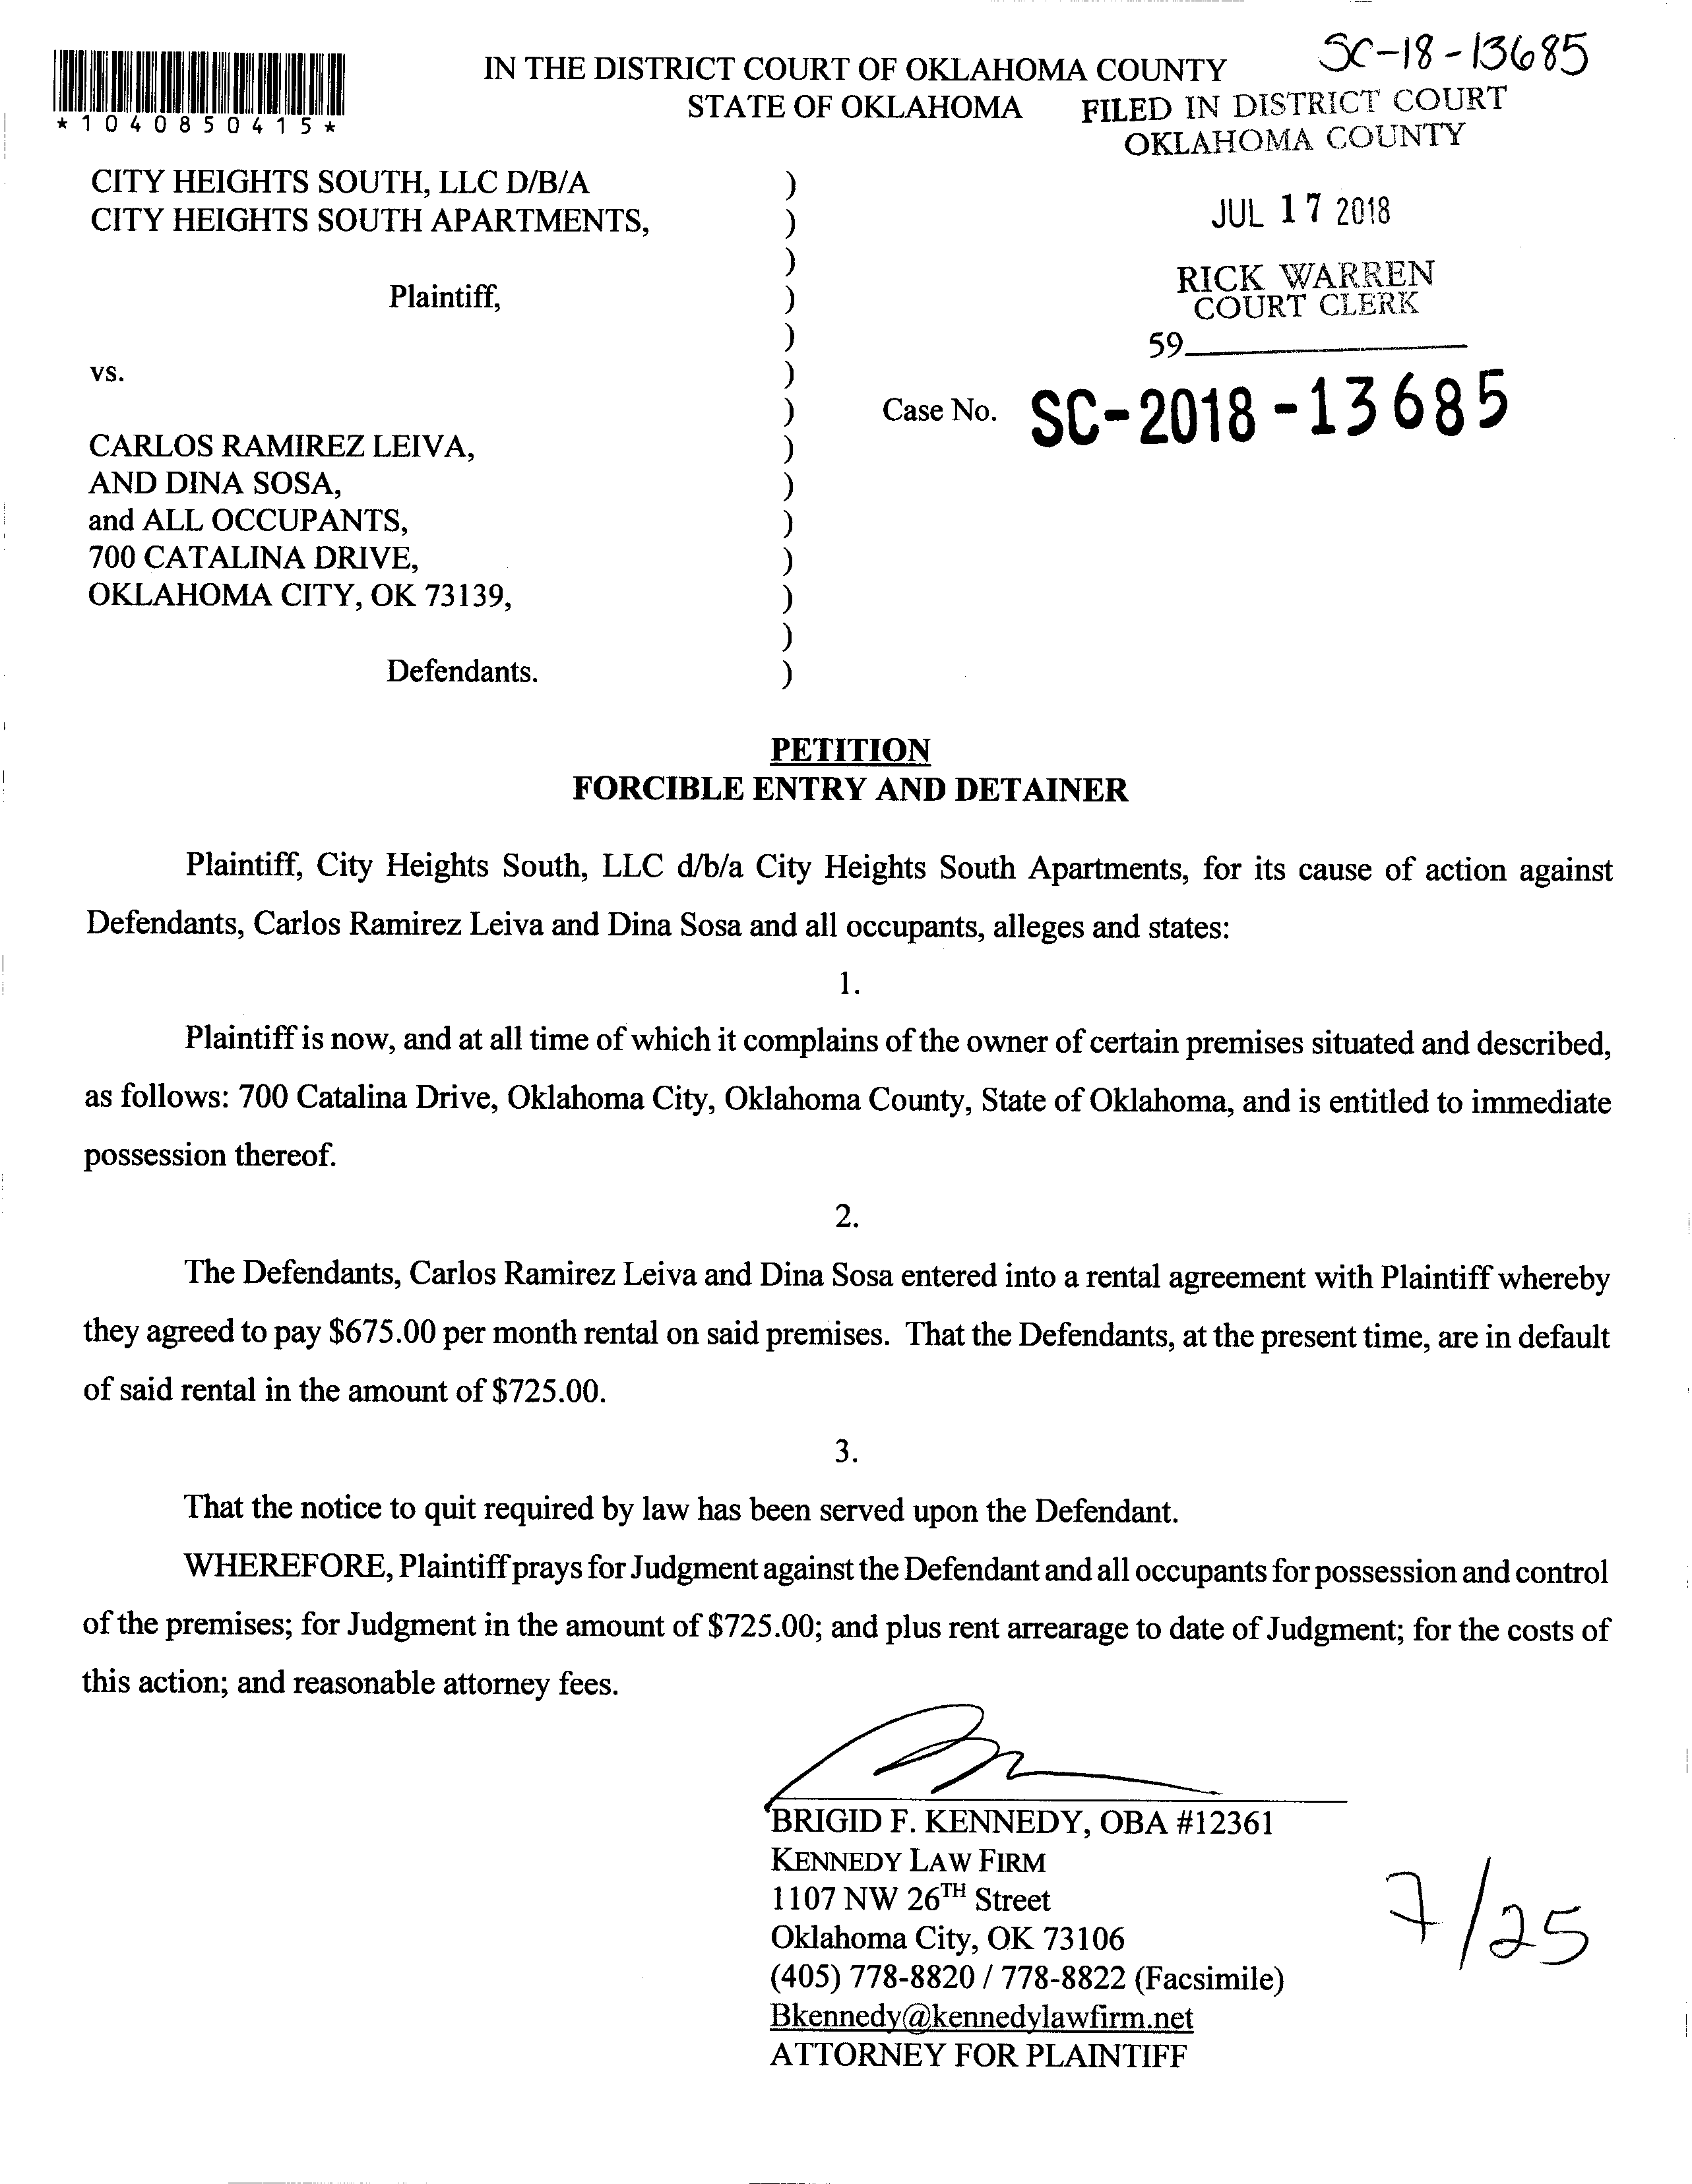 SC-18-13685
IN THE DISTRICT COURT OF OKLAHOMA COUNTY
STATE OF OKLAHOMA
FILED IN DISTRICT COURT
OKLAHOMA COUNTY
*1040850415*
JUL 17 2018
RICK WARREN
COURT CLERK
59
CITY HEIGHTS SOUTH, LLC D/B/A )
CITY HEIGHTS SOUTH APARTMENTS, )
)
Plaintiff, )
)
vs. )
) Case No. SC-2018-13685
CARLOS RAMIREZ LEIVA, )
AND DINA SOSA, )
and ALL OCCUPANTS, )
700 CATALINA DRIVE, )
OKLAHOMA CITY, OK 73139, )
)
Defendants. )
PETITION
FORCIBLE ENTRY AND DETAINER
Plaintiff, City Heights South, LLC d/b/a City Heights South Apartments, for its cause of action against
Defendants, Carlos Ramirez Leiva and Dina Sosa and all occupants, alleges and states:
1.
Plaintiff is now, and at all time of which it complains of the owner of certain premises situated and described,
as follows: 700 Catalina Drive, Oklahoma City, Oklahoma County, State of Oklahoma, and is entitled to immediate
possession thereof.
2.
The Defendants, Carlos Ramirez Leiva and Dina Sosa entered into a rental agreement with Plaintiff whereby
they agreed to pay $675.00 per month rental on said premises. That the Defendants, at the present time, are in default
of said rental in the amount of $725.00.
3.
That the notice to quit required by law has been served upon the Defendant.
WHEREFORE, Plaintiff prays for Judgment against the Defendant and all occupants for possession and control
of the premises; for Judgment in the amount of $725.00; and plus rent arrearage to date of Judgment; for the costs of
this action; and reasonable attorney fees.
BRIGID F. KENNEDY, OBA #12361
KENNEDY LAW FIRM
1107 NW 26TH Street
Oklahoma City, OK 73106
(405) 778-8820 / 778-8822 (Facsimile)
Bkennedy@kennedylawfirm.net
ATTORNEY FOR PLAINTIFF
7/25